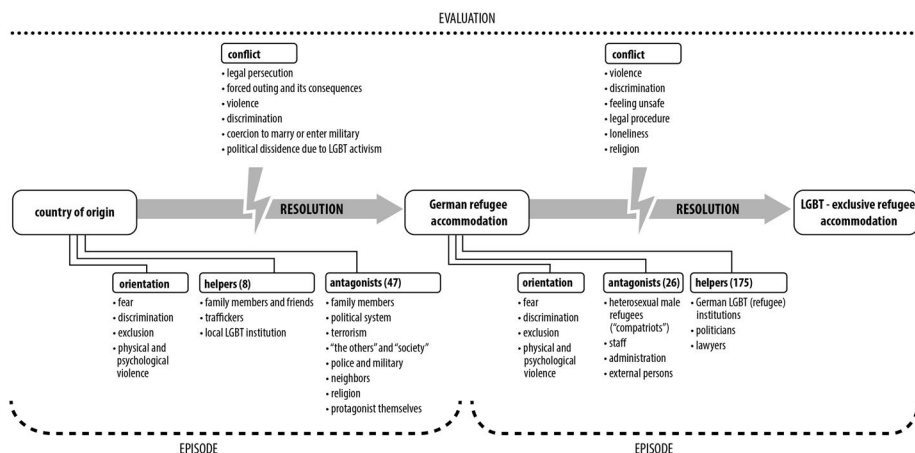 EVALUATION
conflict
• legal persecution
• forced outing and its consequences
• violence
• discrimination
• coercion to marry or enter military
• political dissidence due to LGBT activism
conflict
• violence
• discrimination
• feeling unsafe
• legal procedure
• loneliness
• religion
country of origin
RESOLUTION
German refugee
accommodation
RESOLUTION
LGBT - exclusive refugee
accommodation
orientation
• fear
• discrimination
• exclusion
• physical and
psychological
violence
helpers (8)
• family members and friends
• traffickers
• local LGBT institution
antagonists (47)
• family members
• political system
• terrorism
• "the others" and "society"
• police and military
• neighbors
• religion
• protagonist themselves
orientation
• fear
• discrimination
• exclusion
• physical and
psychological
violence
antagonists (26)
• heterosexual male
refugees
("compatriots")
• staff
• administration
• external persons
helpers (175)
• German LGBT (refugee)
institutions
• politicians
• lawyers
EPISODE
EPISODE